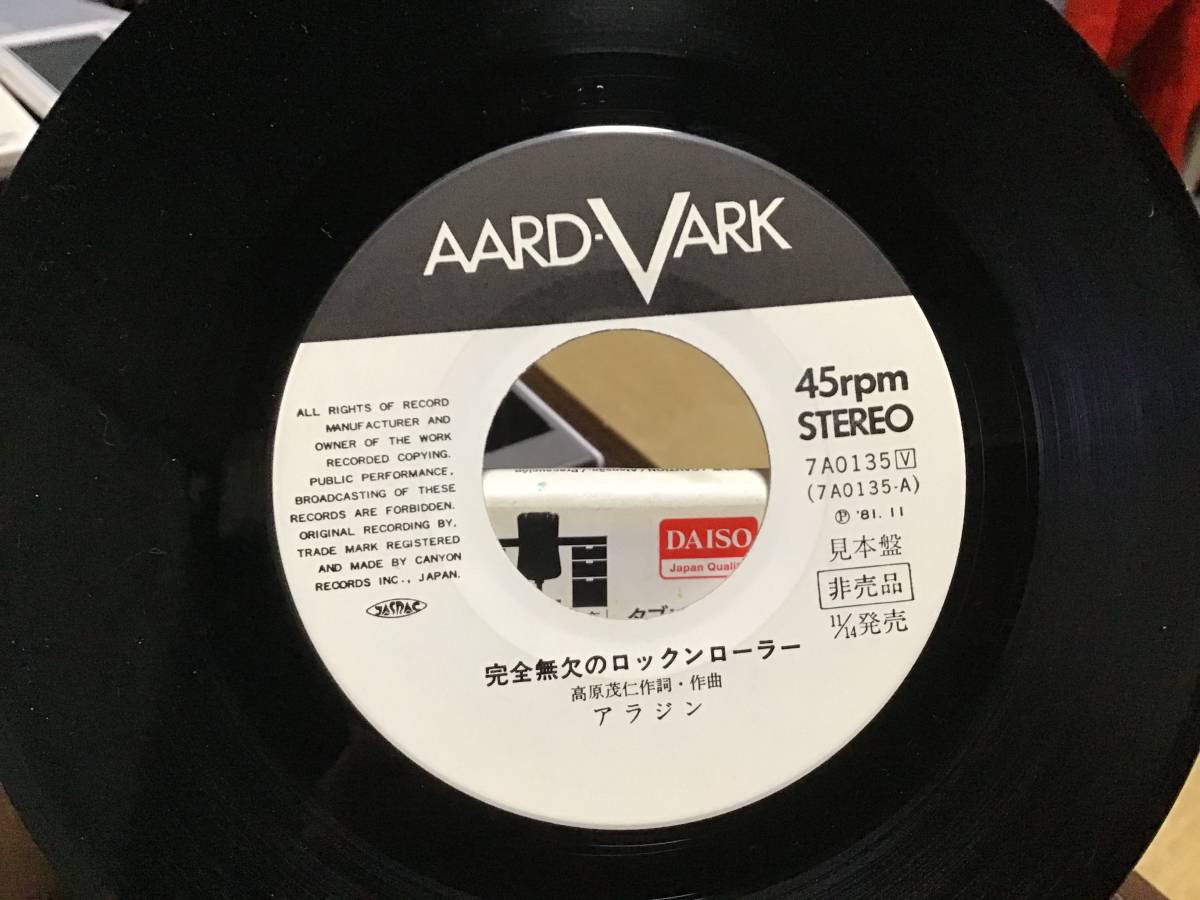 AARD·VARK
ALL RIGHTS OF RECORD
MANUFACTURER AND
OWNER OF THE WORK
RECORDED COPYING.
PUBLIC PERFORMANCE,
BROADCASTING OF THESE
RECORDS ARE FORBIDDEN.
ORIGINAL RECORDING BY,
TRADE MARK REGISTERED
AND MADE BY CANYON
RECORDS INC., JAPAN.
JASRAC
45rpm
STEREO
7A0135 V
(7A0135-A)
Ⓟ '81. 11
見本盤
非売品
11/14発売
DAISO
Japan Quali
タブ
完全無欠のロックンローラー
高原茂仁作詞・作曲
アラジン